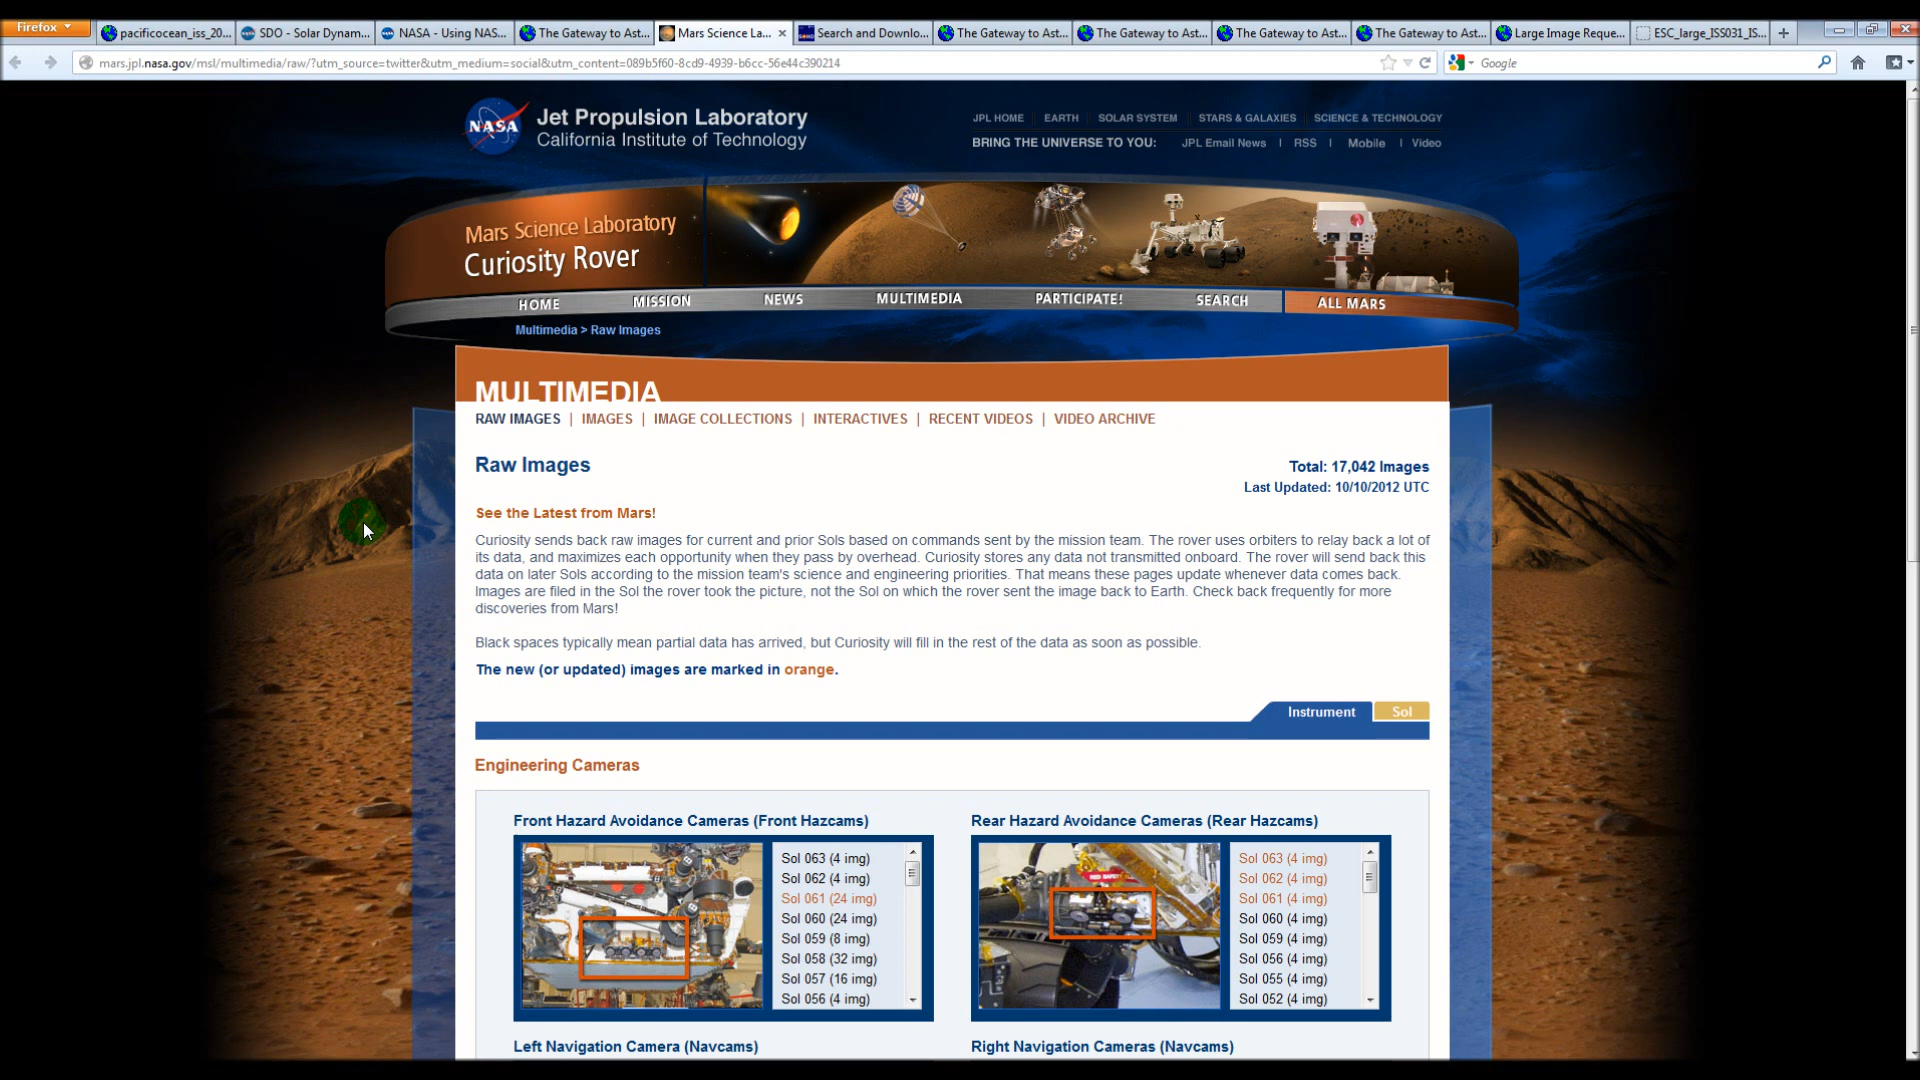 Firefox
pacificocean_iss_20...
SDO - Solar Dynam...
NASA - Using NAS...
The Gateway to Ast...
Mars Science La...
Search and Downlo...
The Gateway to Ast...
The Gateway to Ast...
The Gateway to Ast...
The Gateway to Ast...
Large Image Reque...
ESC_large_ISS031_IS...
mars.jpl.nasa.gov/msl/multimedia/raw/?utm_source=twitter&utm_medium=social&utm_content=089b5f60-8cd9-4939-b6cc-56e44c390214
Google
NASA
Jet Propulsion Laboratory
California Institute of Technology
JPL HOME EARTH SOLAR SYSTEM STARS & GALAXIES SCIENCE & TECHNOLOGY
BRING THE UNIVERSE TO YOU: JPL Email News | RSS | Mobile | Video
Mars Science Laboratory
Curiosity Rover
HOME MISSION NEWS MULTIMEDIA PARTICIPATE! SEARCH ALL MARS
Multimedia > Raw Images
MULTIMEDIA
RAW IMAGES | IMAGES | IMAGE COLLECTIONS | INTERACTIVES | RECENT VIDEOS | VIDEO ARCHIVE
Raw Images
Total: 17,042 Images
Last Updated: 10/10/2012 UTC
See the Latest from Mars!
Curiosity sends back raw images for current and prior Sols based on commands sent by the mission team. The rover uses orbiters to relay back a lot of
its data, and maximizes each opportunity when they pass by overhead. Curiosity stores any data not transmitted onboard. The rover will send back this
data on later Sols according to the mission team's science and engineering priorities. That means these pages update whenever data comes back.
Images are filed in the Sol the rover took the picture, not the Sol on which the rover sent the image back to Earth. Check back frequently for more
discoveries from Mars!
Black spaces typically mean partial data has arrived, but Curiosity will fill in the rest of the data as soon as possible.
The new (or updated) images are marked in orange.
Instrument Sol
Engineering Cameras
Front Hazard Avoidance Cameras (Front Hazcams)
Sol 063 (4 img)
Sol 062 (4 img)
Sol 061 (24 img)
Sol 060 (24 img)
Sol 059 (8 img)
Sol 058 (32 img)
Sol 057 (16 img)
Sol 056 (4 img)
Rear Hazard Avoidance Cameras (Rear Hazcams)
Sol 063 (4 img)
Sol 062 (4 img)
Sol 061 (4 img)
Sol 060 (4 img)
Sol 059 (4 img)
Sol 056 (4 img)
Sol 055 (4 img)
Sol 052 (4 img)
Left Navigation Camera (Navcams)
Right Navigation Cameras (Navcams)